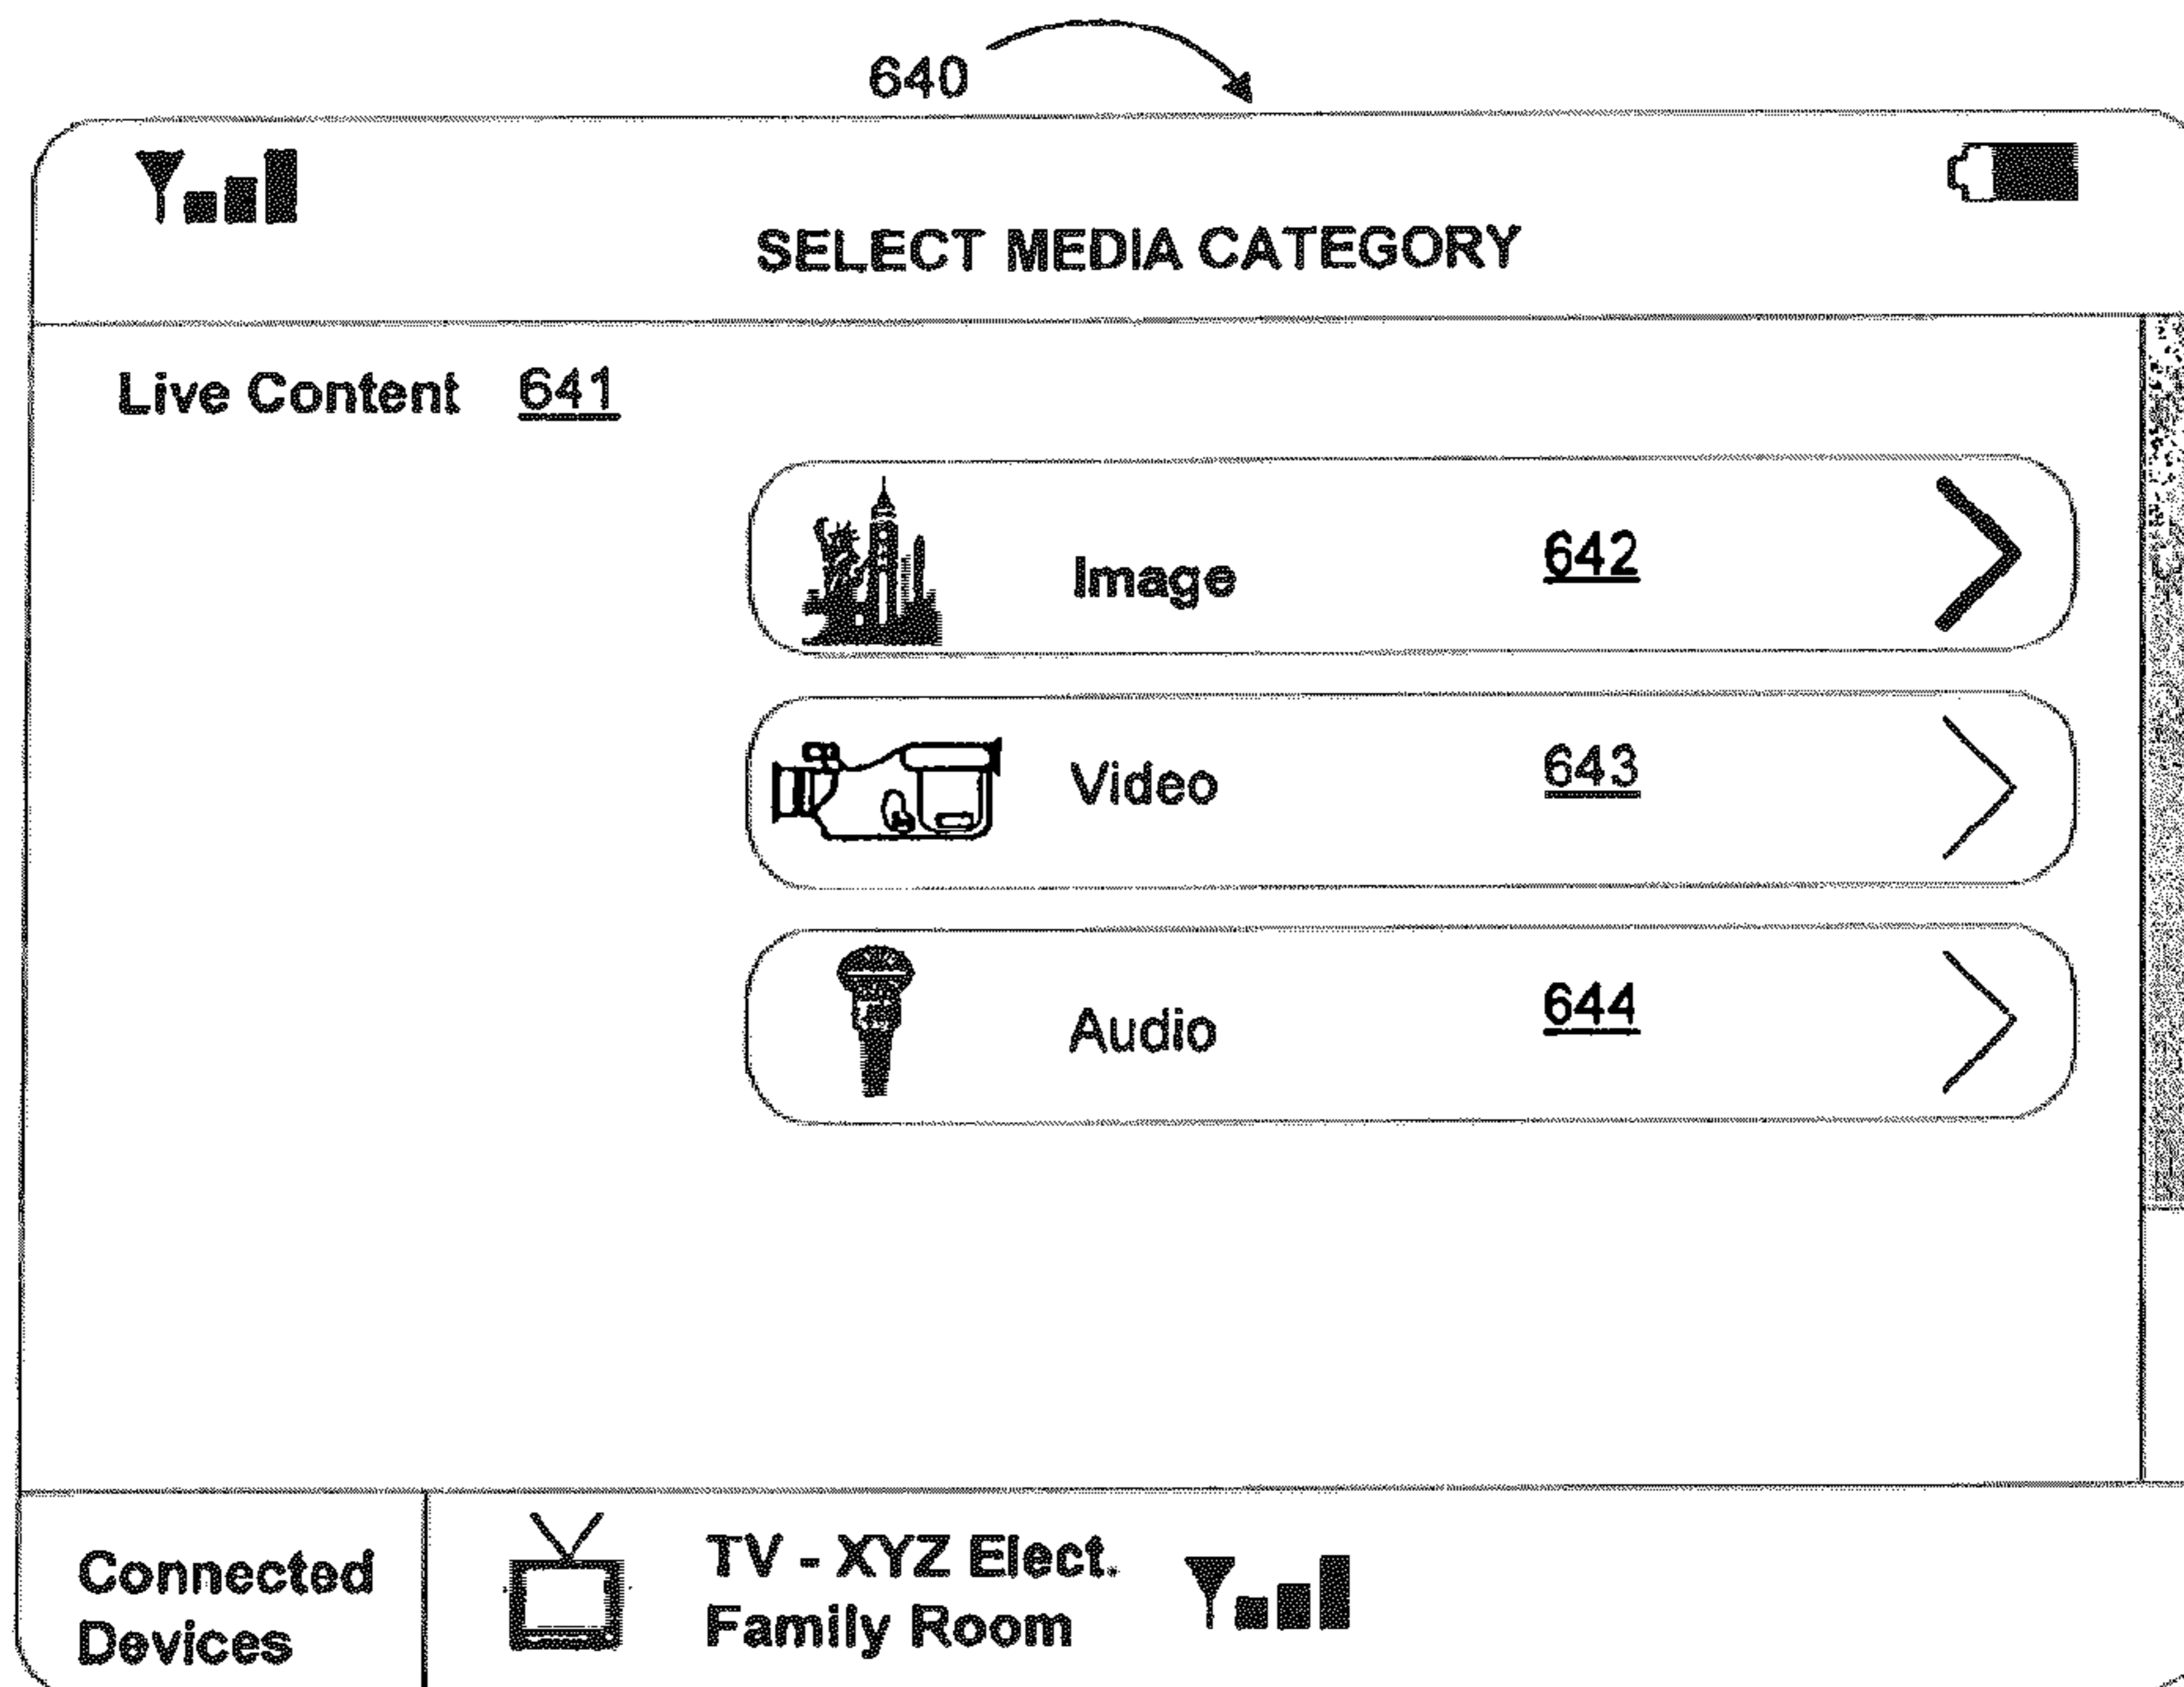 640
SELECT MEDIA CATEGORY
Live Content 641
Image 642
Video 643
Audio 644
Connected
Devices
TV - XYZ Elect.
Family Room